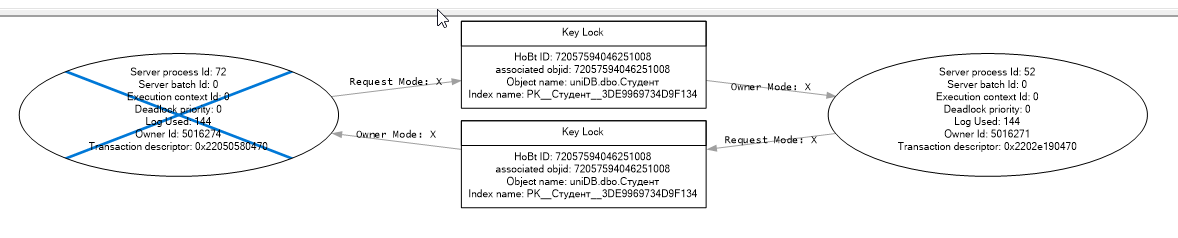 Server process Id: 72
Server batch Id: 0
Execution context Id: 0
Deadlock priority: 0
Log Used: 144
Owner Id: 5016274
Transaction descriptor: 0x22050580470
Request Mode: X
Owner Mode: X
Key Lock
HoBt ID: 72057594046251008
associated objid: 72057594046251008
Object name: uniDB.dbo.Студент
Index name: PK__Студент__3DE9969734D9F134
Key Lock
HoBt ID: 72057594046251008
associated objid: 72057594046251008
Object name: uniDB.dbo.Студент
Index name: PK__Студент__3DE9969734D9F134
Owner Mode: X
Request Mode: X
Server process Id: 52
Server batch Id: 0
Execution context Id: 0
Deadlock priority: 0
Log Used: 144
Owner Id: 5016271
Transaction descriptor: 0x2202e190470